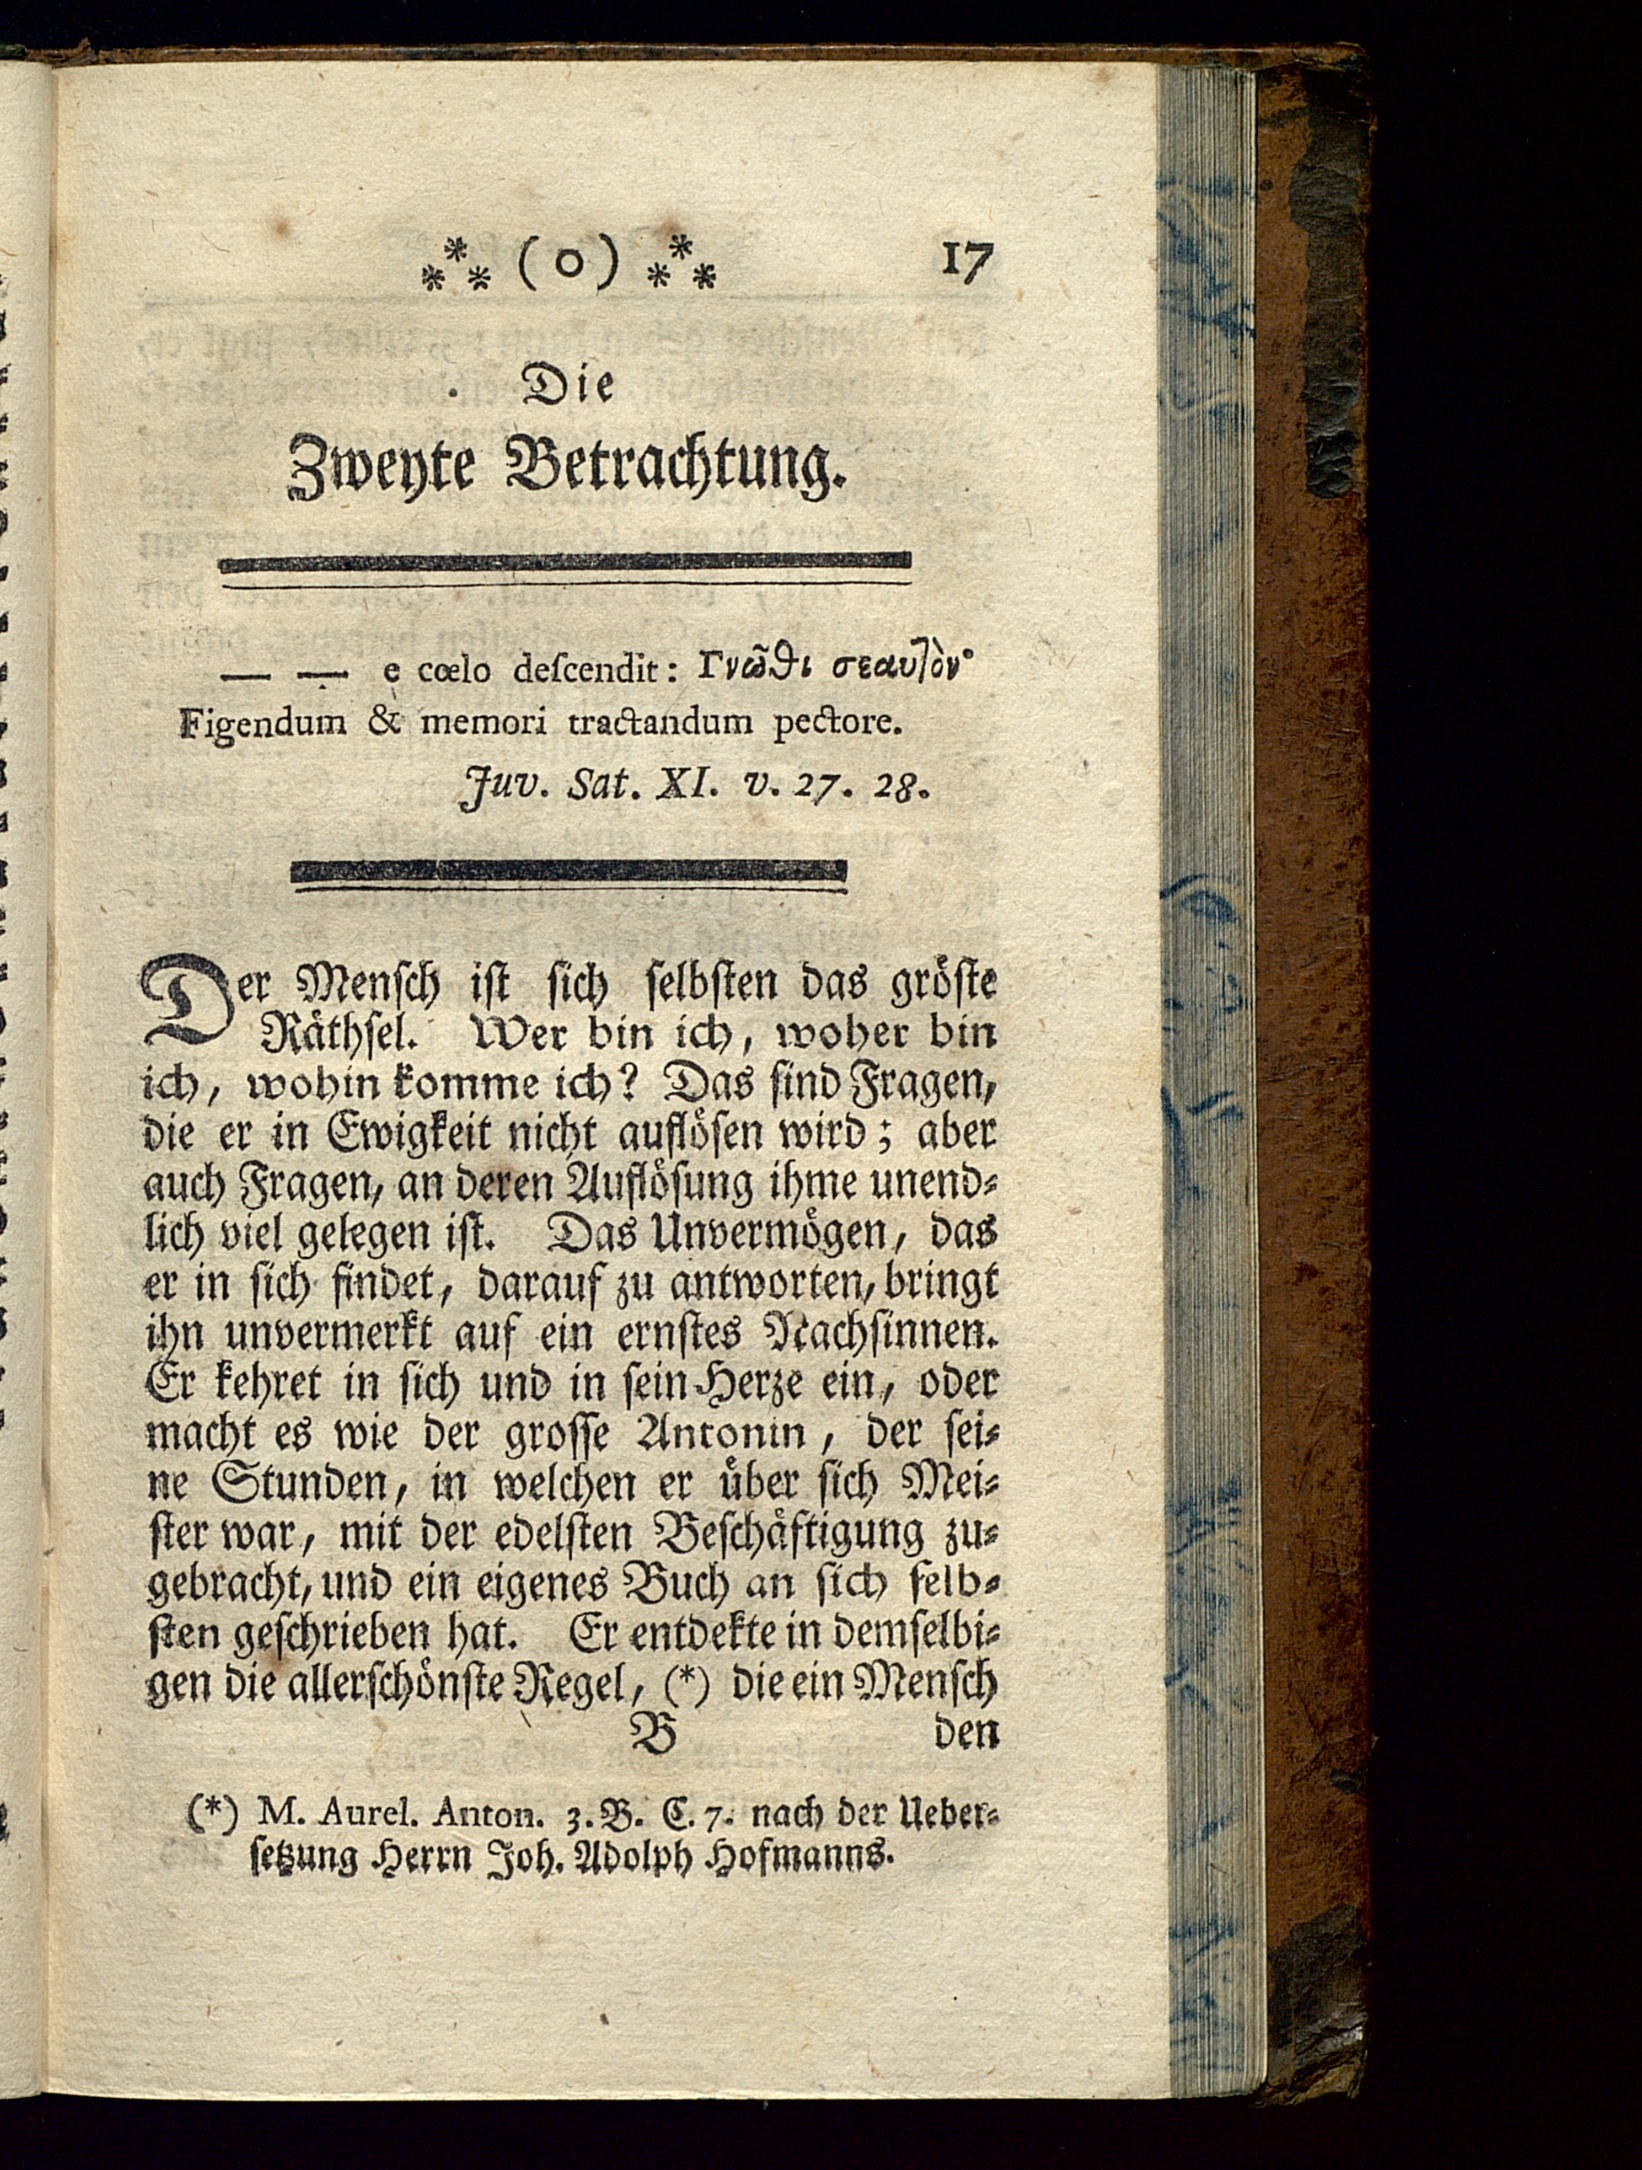 *** (o) *** 17
Die
Zweyte Betrachtung.
— — e cœlo deſcendit: Γνῶθι σεαυτὸν·
Figendum & memori tractandum pectore.
Juv. Sat. XI. v. 27. 28.
Der Menſch iſt ſich ſelbſten das gröſte
Räthſel. Wer bin ich, woher bin
ich, wohin komme ich? Das ſind Fragen,
die er in Ewigkeit nicht auflöſen wird; aber
auch Fragen, an deren Auflöſung ihme unend-
lich viel gelegen iſt. Das Unvermögen, das
er in ſich findet, darauf zu antworten, bringt
ihn unvermerkt auf ein ernſtes Nachſinnen.
Er kehret in ſich und in ſein Herze ein, oder
macht es wie der groſſe Antonin, der ſei-
ne Stunden, in welchen er über ſich Mei-
ſter war, mit der edelſten Beſchäftigung zu-
gebracht, und ein eigenes Buch an ſich ſelb-
ſten geſchrieben hat. Er entdekte in demſelbi-
gen die allerſchönſte Regel, (*) die ein Menſch
B den
(*) M. Aurel. Anton. 3. B. C. 7. nach der Ueber-
ſetzung Herrn Joh. Adolph Hofmanns.